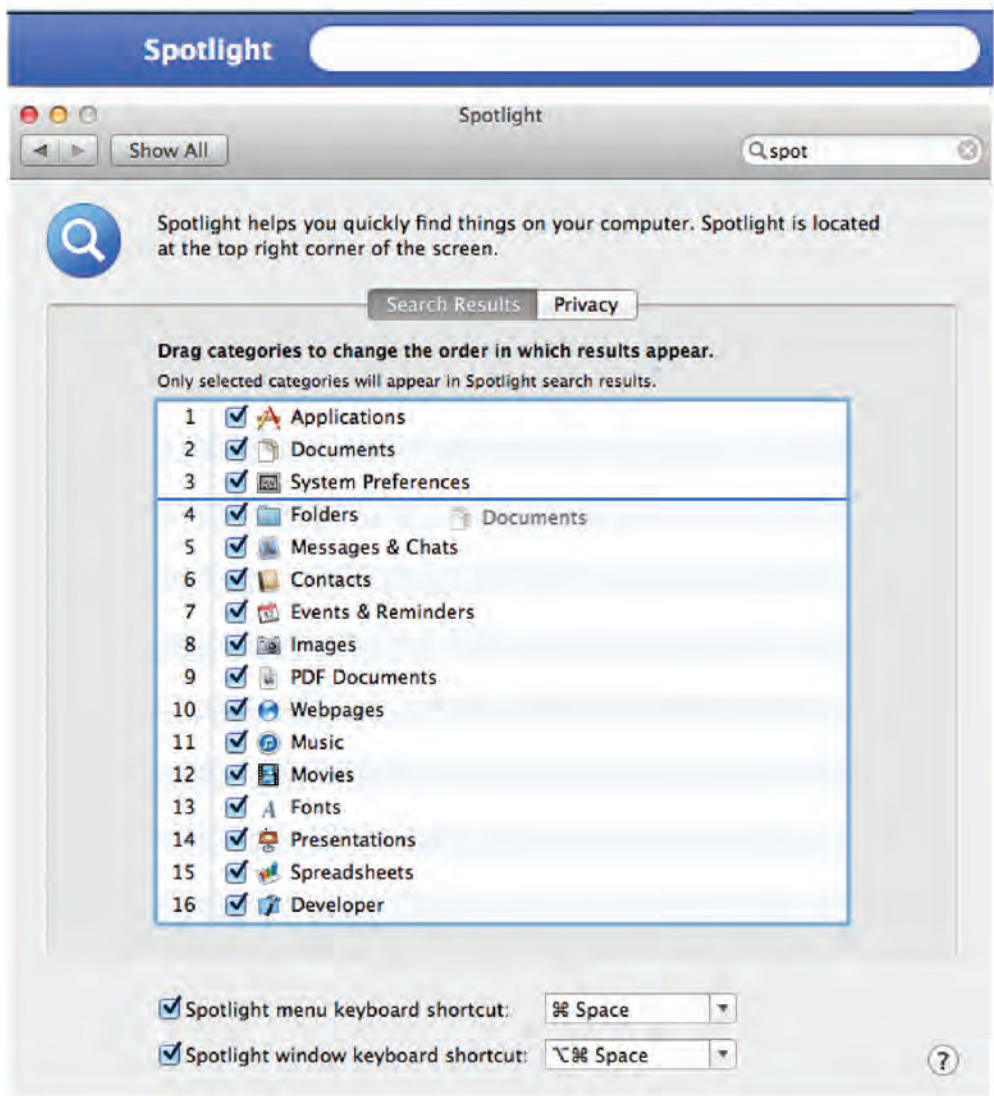 Spotlight
Spotlight
Show All
spot
Spotlight helps you quickly find things on your computer. Spotlight is located
at the top right corner of the screen.
Search Results Privacy
Drag categories to change the order in which results appear.
Only selected categories will appear in Spotlight search results.
1 Applications
2 Documents
3 System Preferences
4 Folders Documents
5 Messages & Chats
6 Contacts
7 Events & Reminders
8 Images
9 PDF Documents
10 Webpages
11 Music
12 Movies
13 Fonts
14 Presentations
15 Spreadsheets
16 Developer
Spotlight menu keyboard shortcut: ⌘ Space
Spotlight window keyboard shortcut: ⌥⌘ Space
?